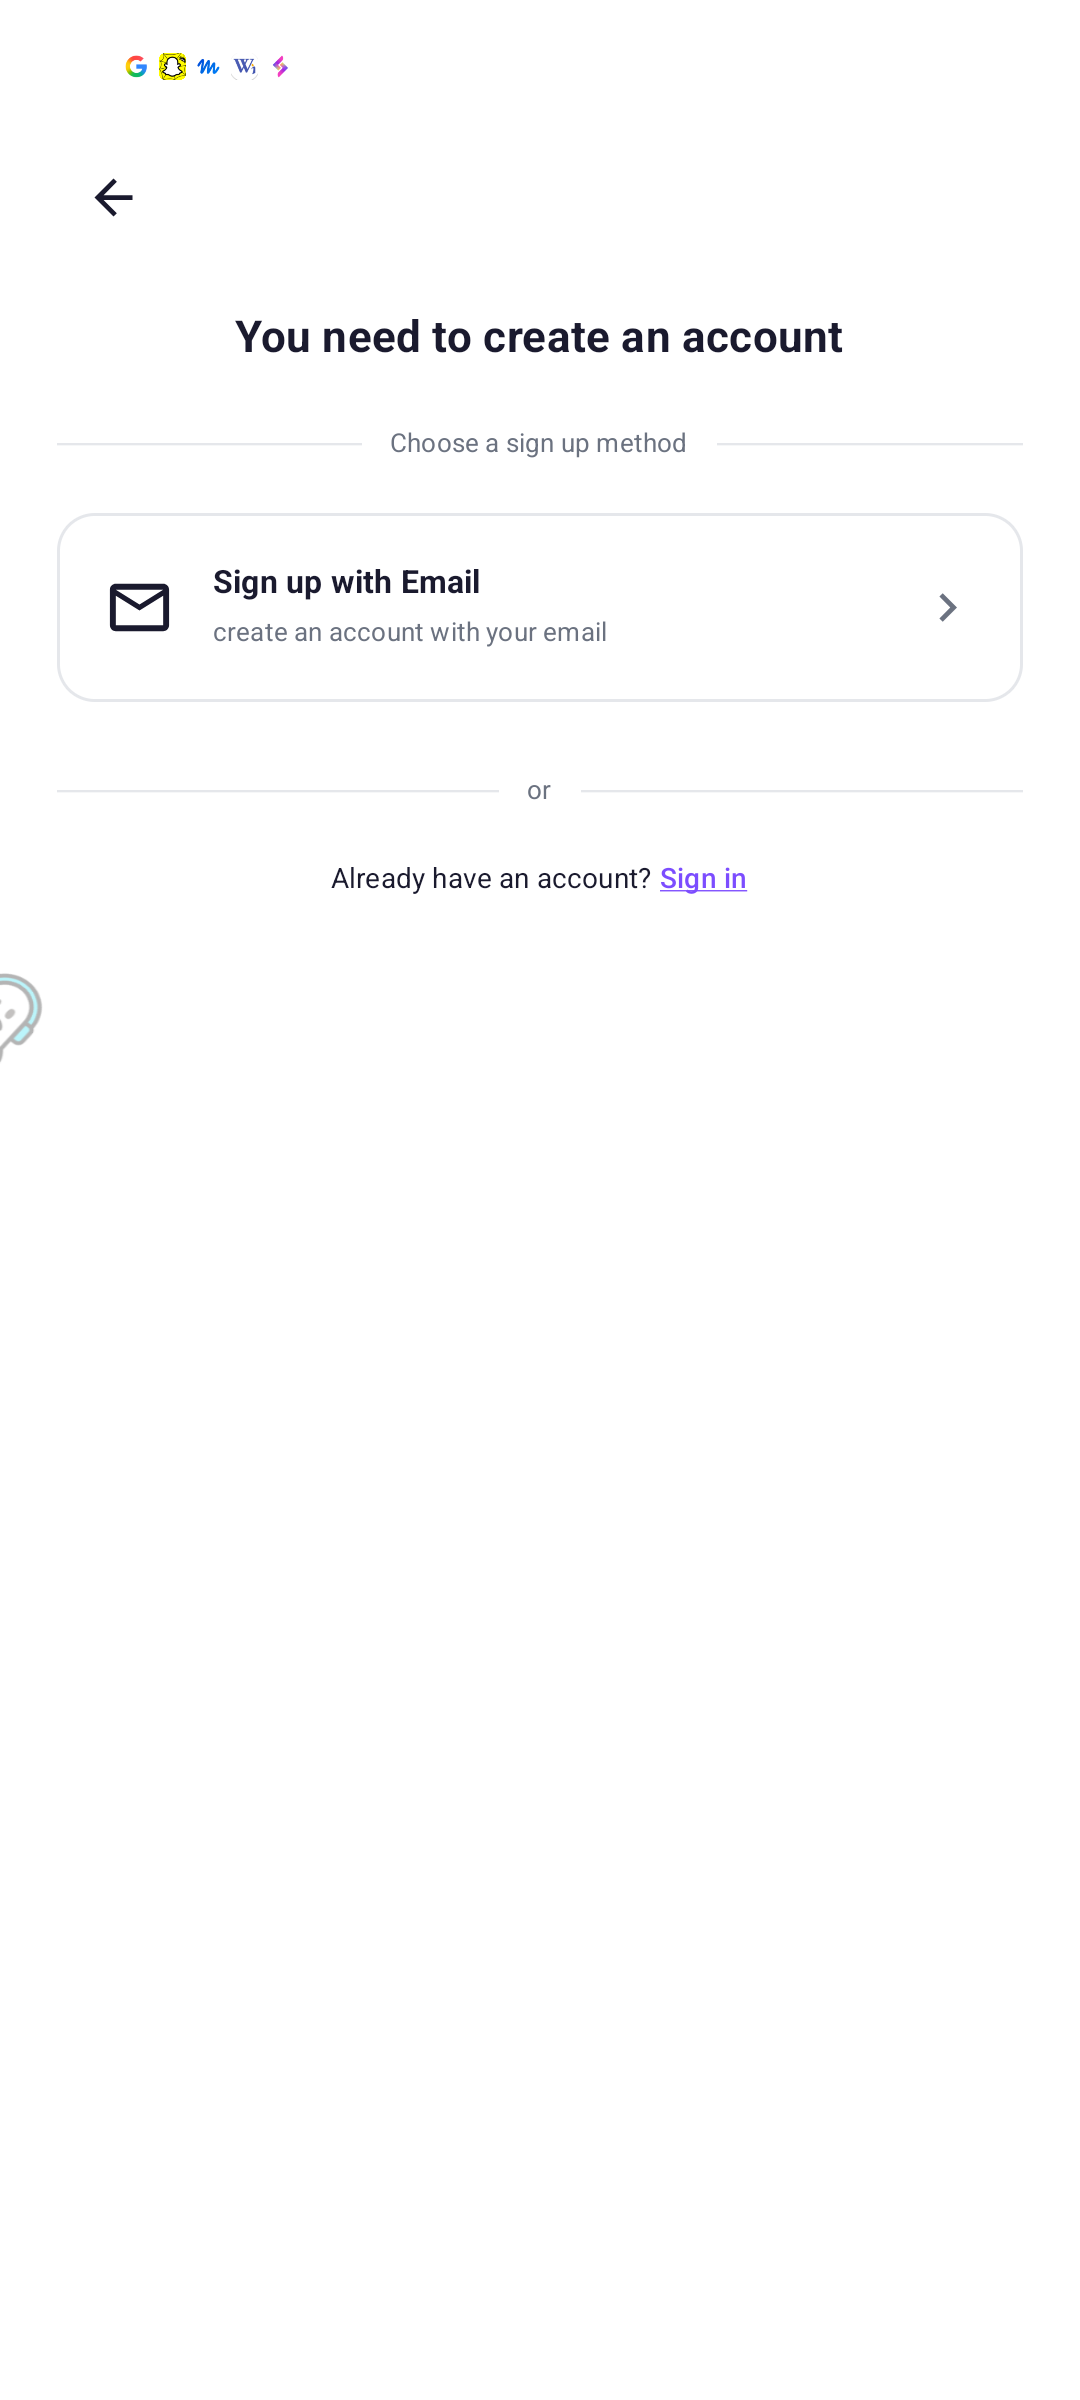 You need to create an account
Choose a sign up method
Sign up with Email
create an account with your email
or
Already have an account? Sign in